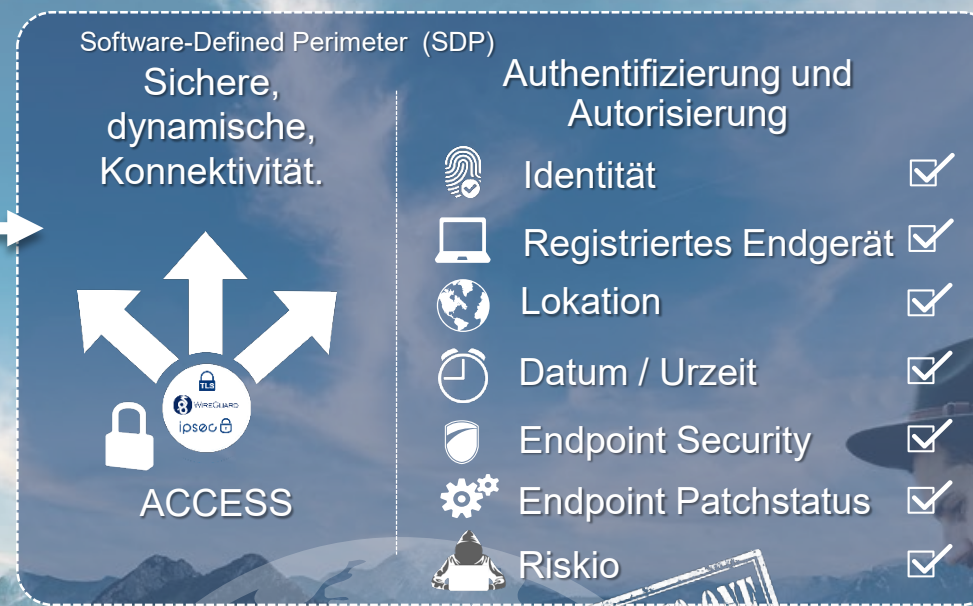 Software-Defined Perimeter (SDP)
Sichere,
dynamische,
Konnektivität.
TLS
WIREGUARD
ipsec
ACCESS
Authentifizierung und
Autorisierung
Identität
Registriertes Endgerät
Lokation
Datum / Urzeit
Endpoint Security
Endpoint Patchstatus
Riskio